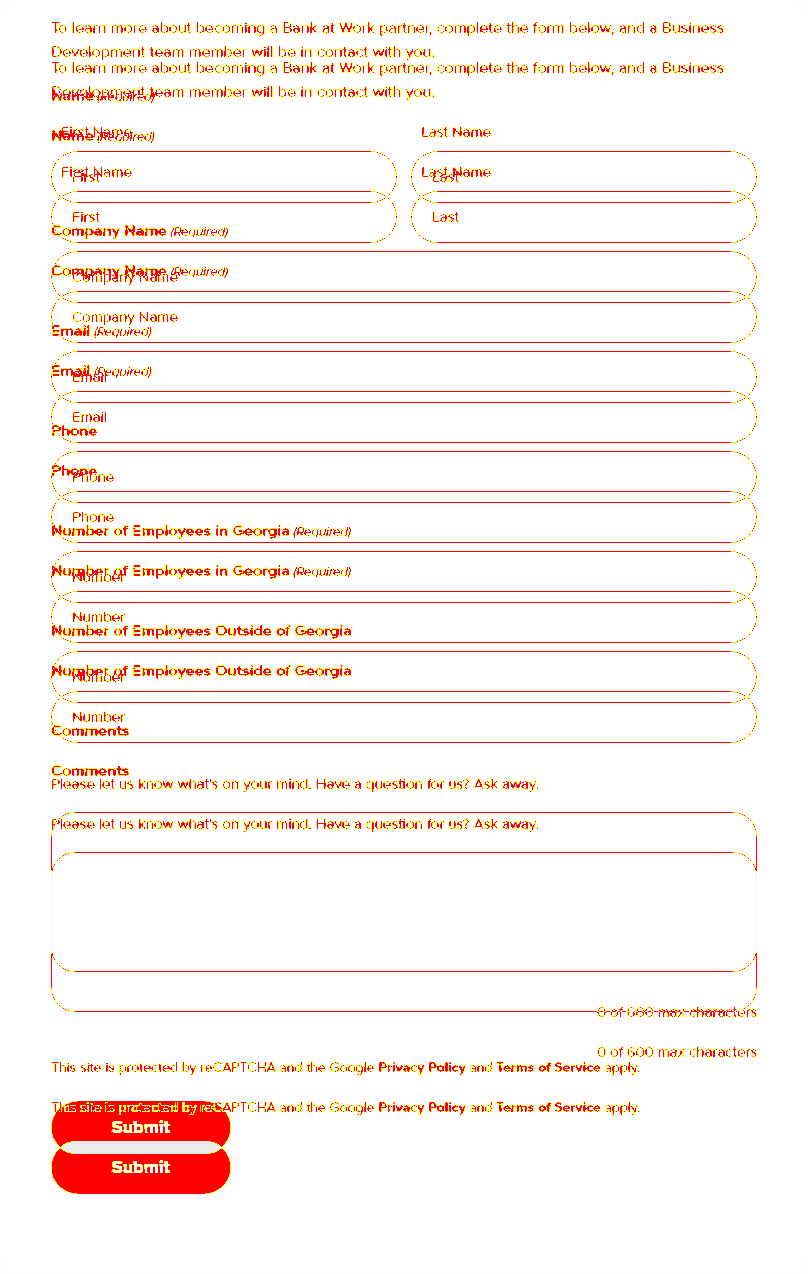 To learn more about becoming a Bank at Work partner, complete the form below, and a Business
Development team member will be in contact with you.
To learn more about becoming a Bank at Work partner, complete the form below, and a Business
Development team member will be in contact with you.
Name (Required)
First Name Last Name
Name (Required)
First Name Last Name
First Last
First Last
Company Name (Required)
Company Name (Required)
Company Name
Company Name
Email (Required)
Email (Required)
Email
Email
Phone
Phone
Phone
Phone
Number of Employees in Georgia (Required)
Number of Employees in Georgia (Required)
Number
Number
Number of Employees Outside of Georgia
Number of Employees Outside of Georgia
Number
Number
Comments
Comments
Please let us know what's on your mind. Have a question for us? Ask away.
Please let us know what's on your mind. Have a question for us? Ask away.
0 of 600 max characters
0 of 600 max characters
This site is protected by reCAPTCHA and the Google Privacy Policy and Terms of Service apply.
This site is protected by reCAPTCHA and the Google Privacy Policy and Terms of Service apply.
Submit
Submit